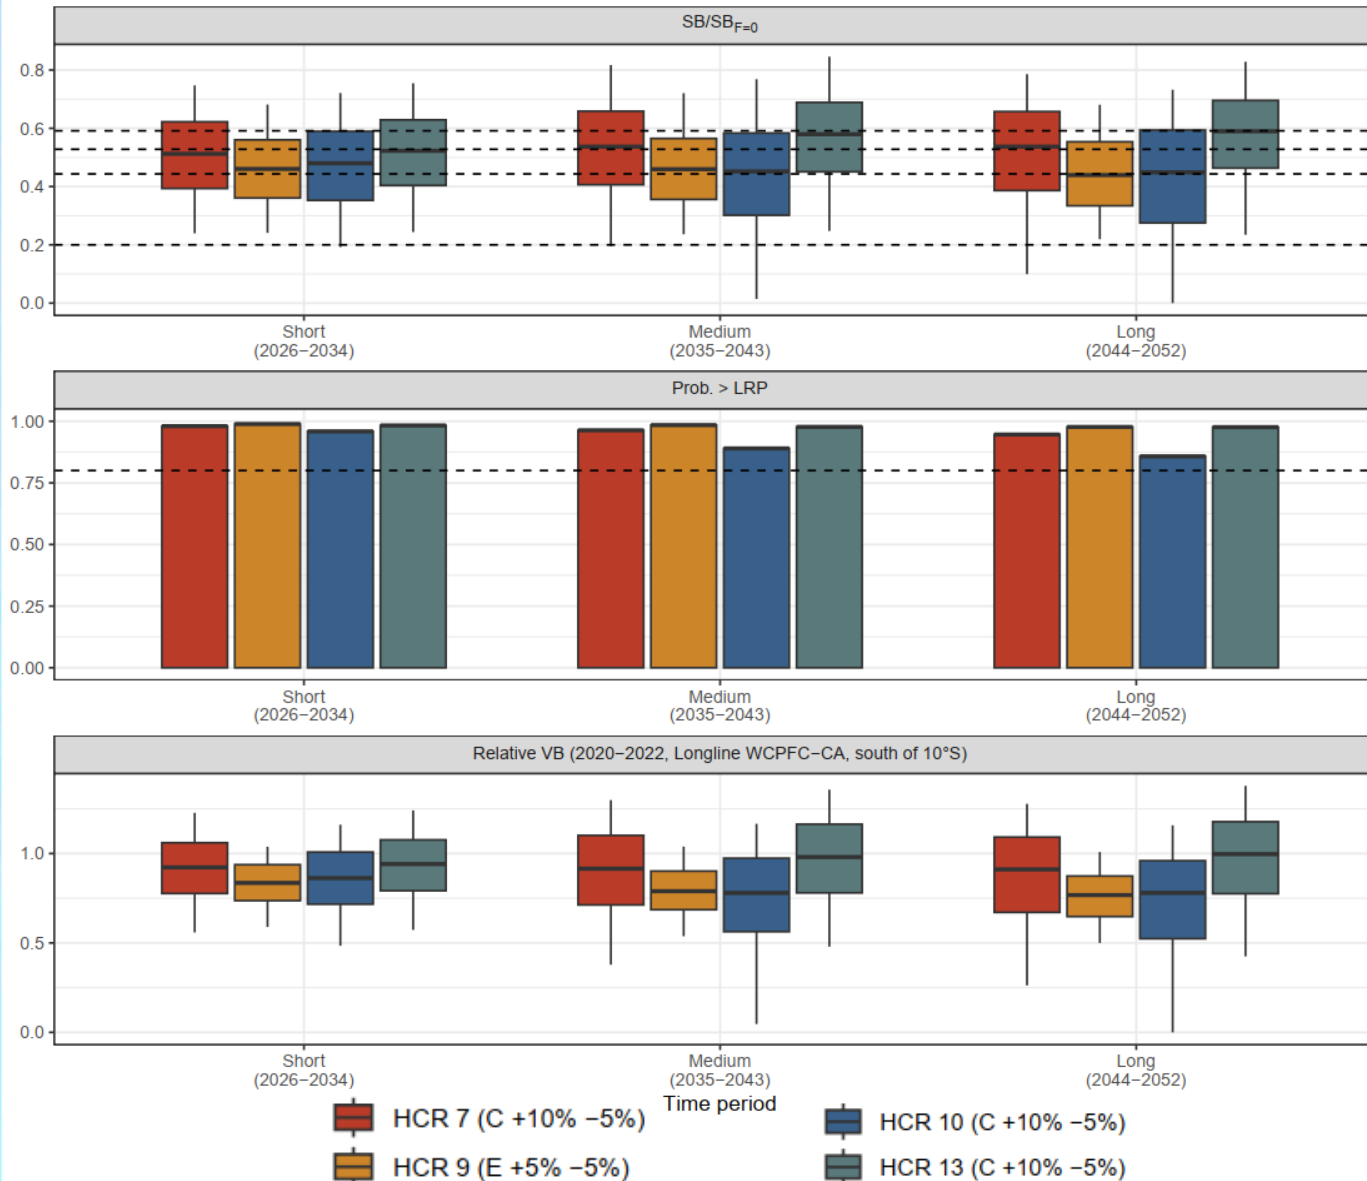 SB/SBF=0
0.8
0.6
0.4
0.2
0.0
Short
(2026−2034)
Medium
(2035−2043)
Long
(2044−2052)
Prob. > LRP
1.00
0.75
0.50
0.25
0.00
Short
(2026−2034)
Medium
(2035−2043)
Long
(2044−2052)
Relative VB (2020−2022, Longline WCPFC−CA, south of 10°S)
1.0
0.5
0.0
Short
(2026−2034)
Medium
(2035−2043)
Long
(2044−2052)
Time period
HCR 7 (C +10% −5%)
HCR 10 (C +10% −5%)
HCR 9 (E +5% −5%)
HCR 13 (C +10% −5%)